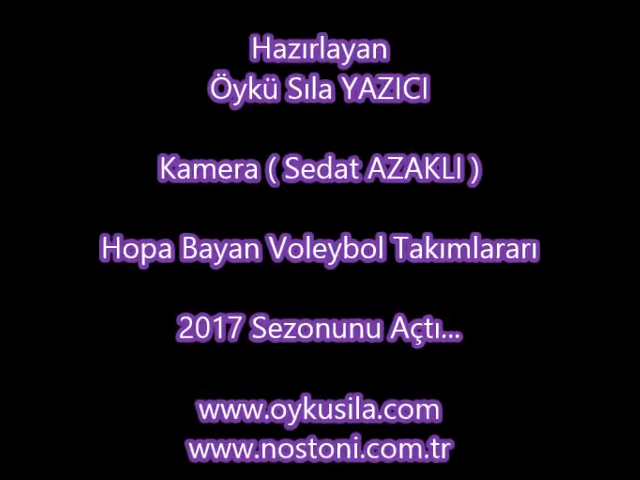 Hazırlayan
Öykü Sıla YAZICI
Kamera ( Sedat AZAKLI )
Hopa Bayan Voleybol Takımlararı
2017 Sezonunu Açtı...
www.oykusila.com
www.nostoni.com.tr